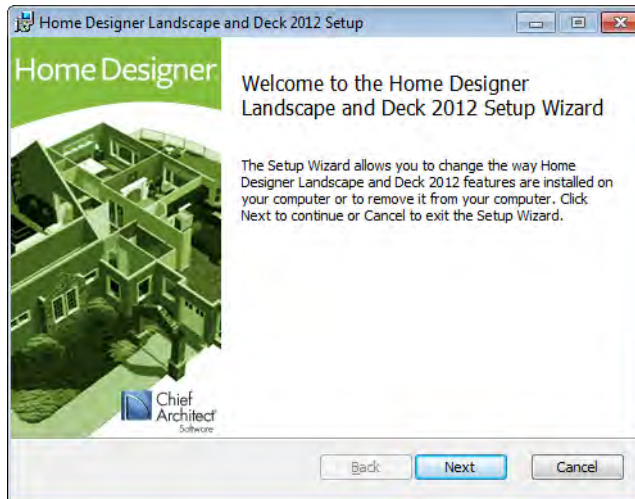 Home Designer Landscape and Deck 2012 Setup
Home Designer
Welcome to the Home Designer
Landscape and Deck 2012 Setup Wizard
The Setup Wizard allows you to change the way Home
Designer Landscape and Deck 2012 features are installed on
your computer or to remove it from your computer. Click
Next to continue or Cancel to exit the Setup Wizard.
Chief
Architect
Software
Back
Next
Cancel